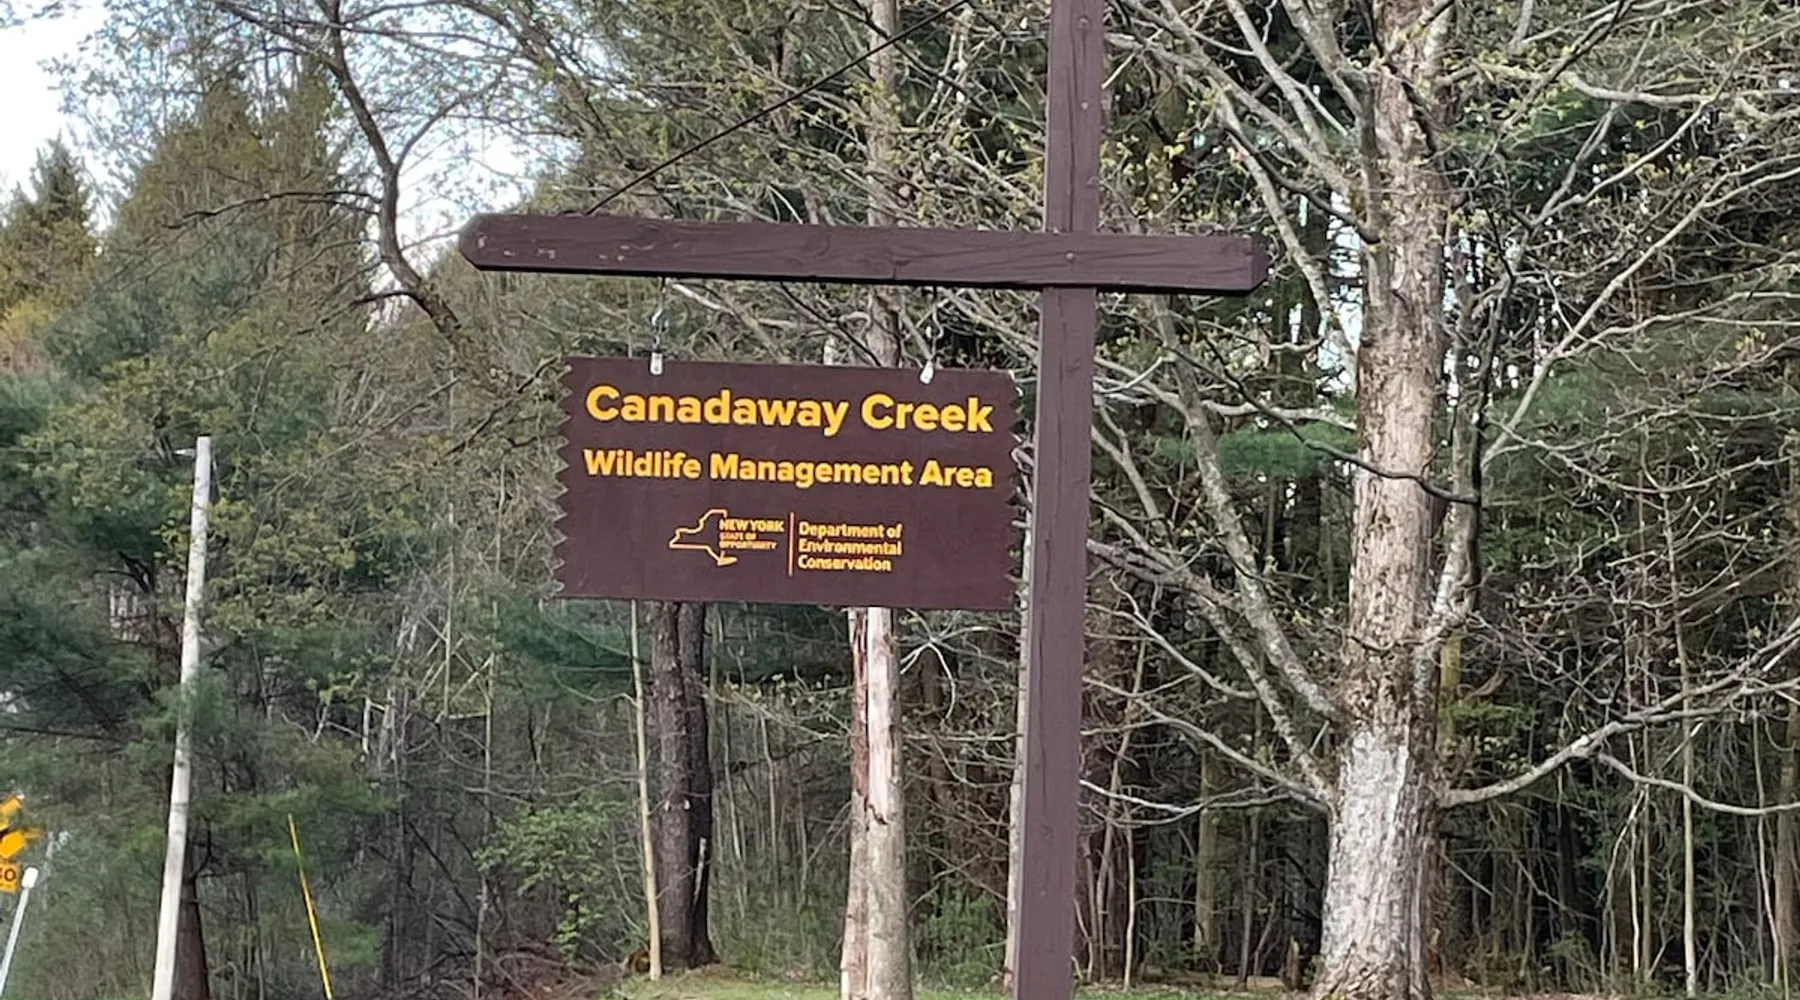 Canadaway Creek
Wildlife Management Area
NEW YORK
STATE OF
OPPORTUNITY
Department of
Environmental
Conservation